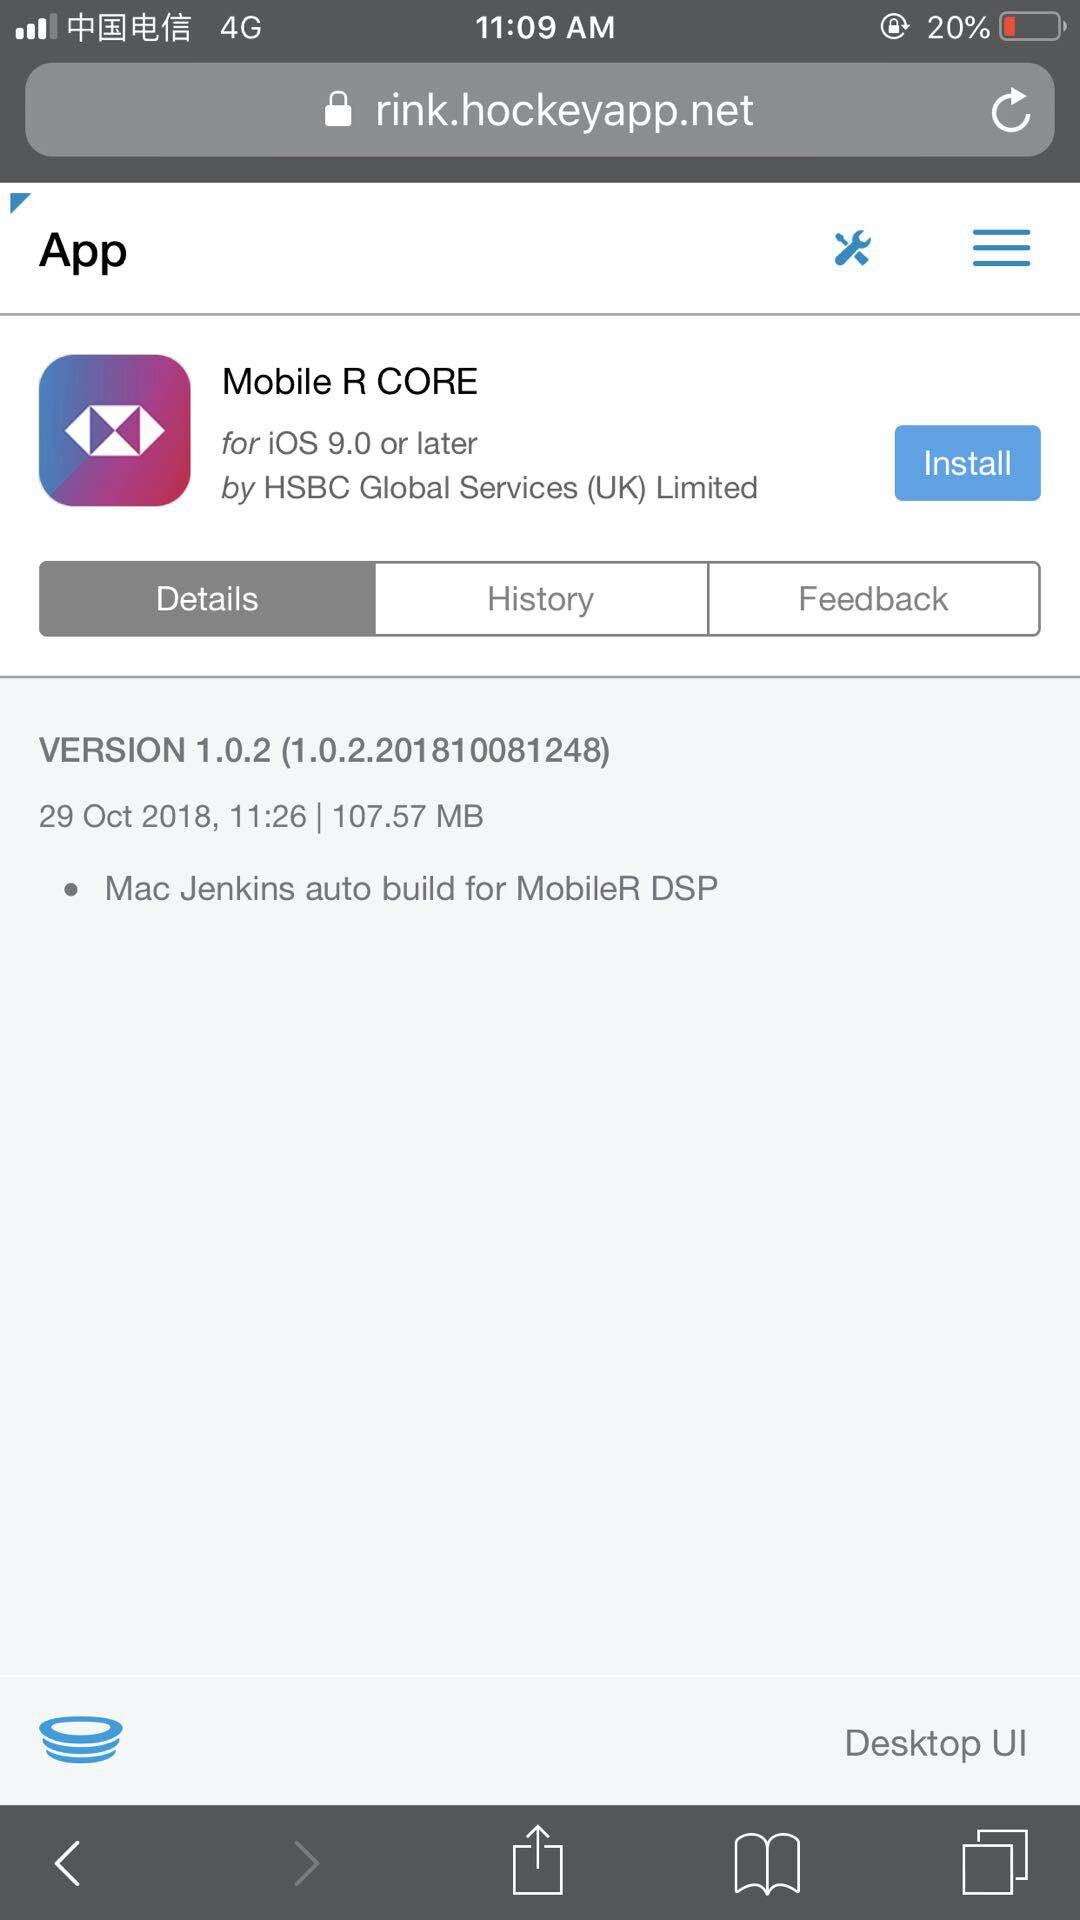 中国电信 4G 11:09 AM 20%
rink.hockeyapp.net
App
Mobile R CORE
for iOS 9.0 or later
by HSBC Global Services (UK) Limited
Install
Details History Feedback
VERSION 1.0.2 (1.0.2.201810081248)
29 Oct 2018, 11:26 | 107.57 MB
• Mac Jenkins auto build for MobileR DSP
Desktop UI